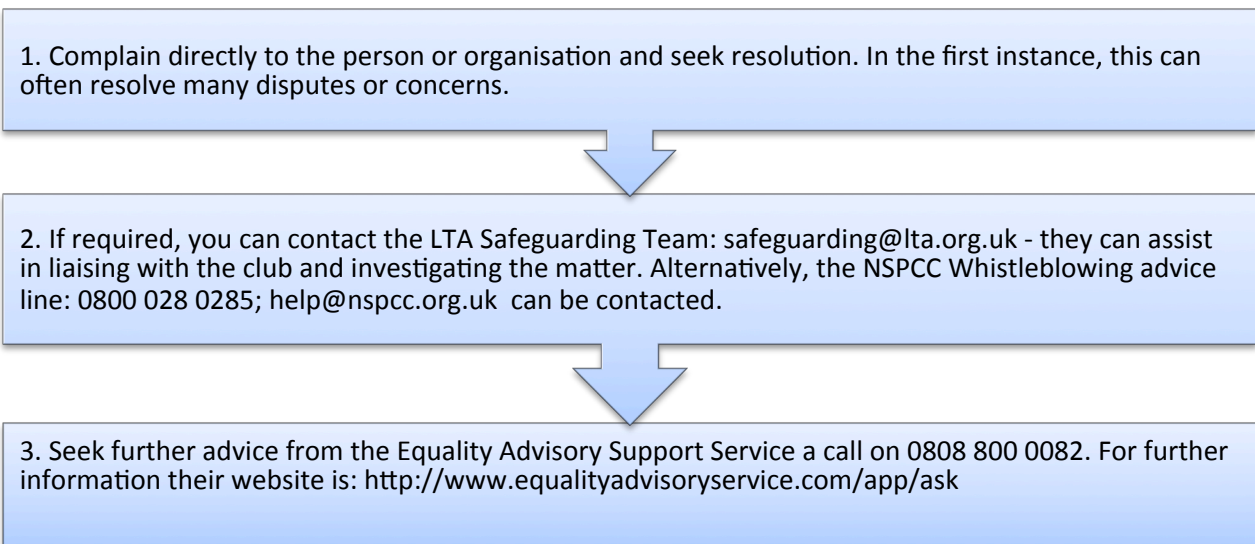 1. Complain directly to the person or organisation and seek resolution. In the first instance, this can
often resolve many disputes or concerns.
2. If required, you can contact the LTA Safeguarding Team: safeguarding@lta.org.uk - they can assist
in liaising with the club and investigating the matter. Alternatively, the NSPCC Whistleblowing advice
line: 0800 028 0285; help@nspcc.org.uk  can be contacted.
3. Seek further advice from the Equality Advisory Support Service a call on 0808 800 0082. For further
information their website is: http://www.equalityadvisoryservice.com/app/ask